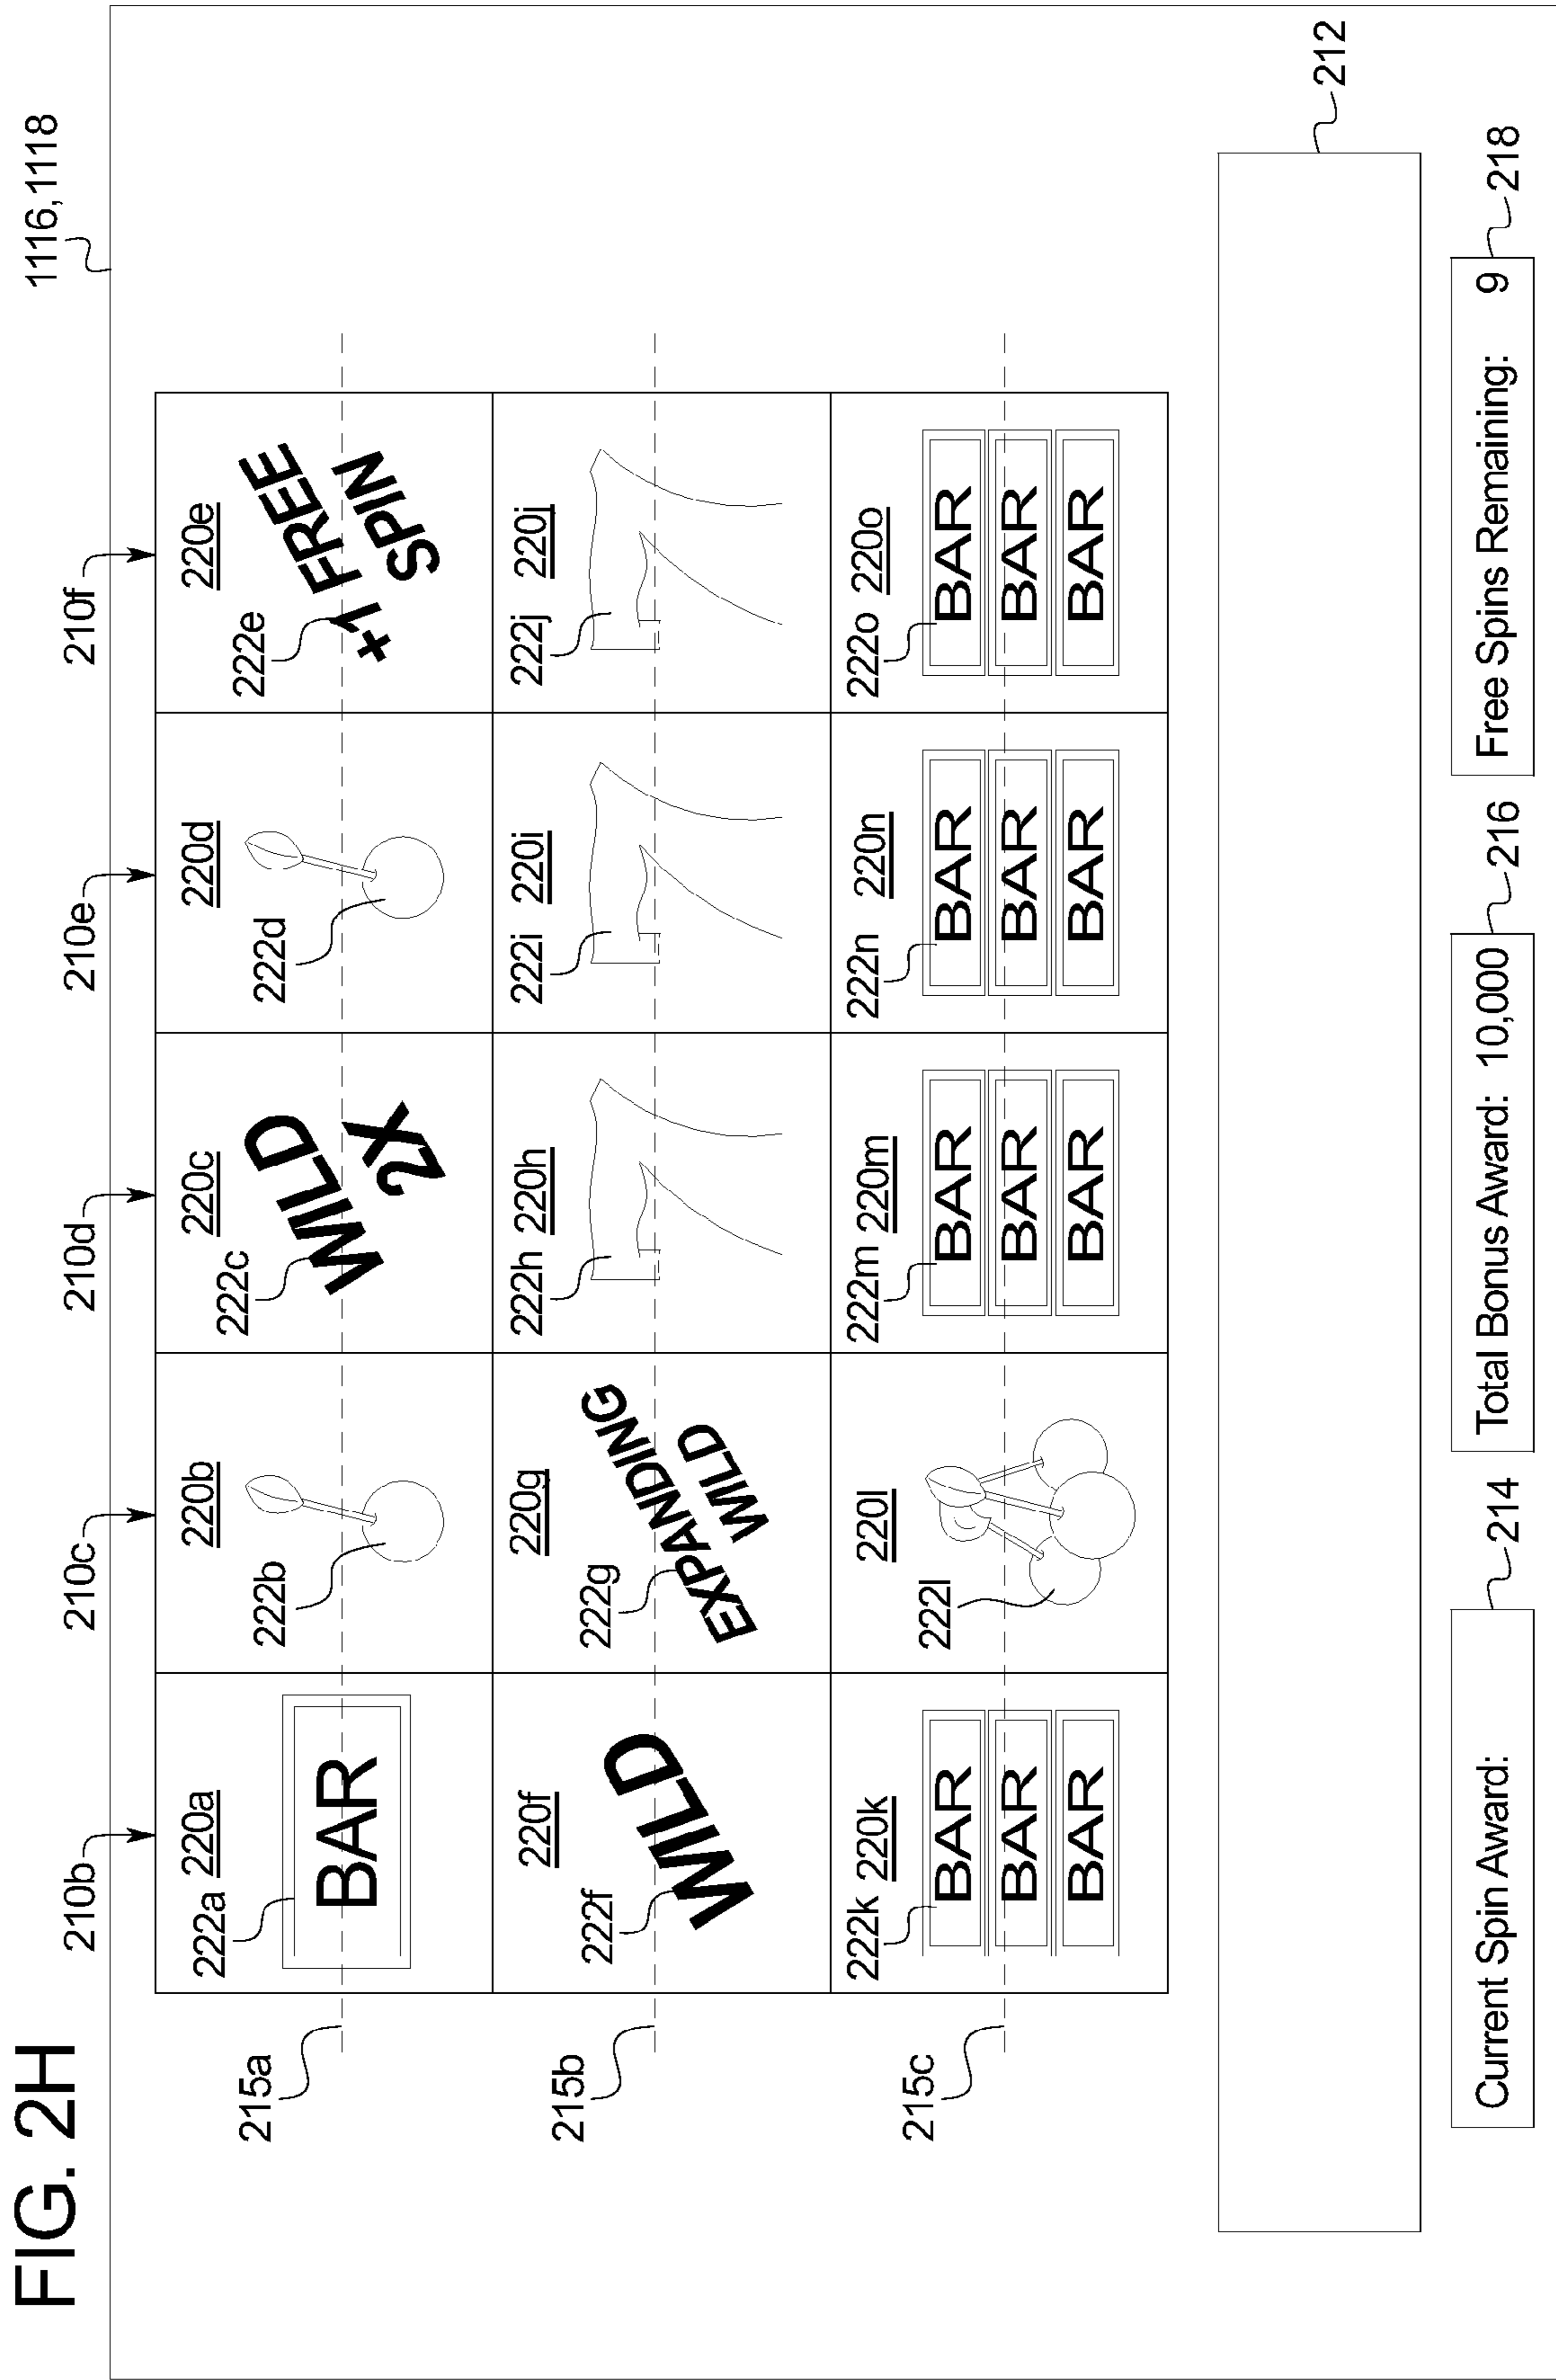 FIG. 2H
1116,1118
210b 210c 210d 210e 210f
220a 220b 220c 220d 220e
222a 222b 222c 222d 222e
215a
BAR
WILD
2X
+1 FREE
SPIN
220f 220g 220h 220i 220j
222f 222g 222h 222i 222j
215b
WILD
EXPANDING
WILD
222k 220k 220l 222m 220m 222n 220n 222o 220o
222l
215c
BAR BAR BAR BAR
BAR BAR BAR BAR
BAR BAR BAR BAR
212
214 216 218
Current Spin Award: Total Bonus Award: 10,000 Free Spins Remaining: 9